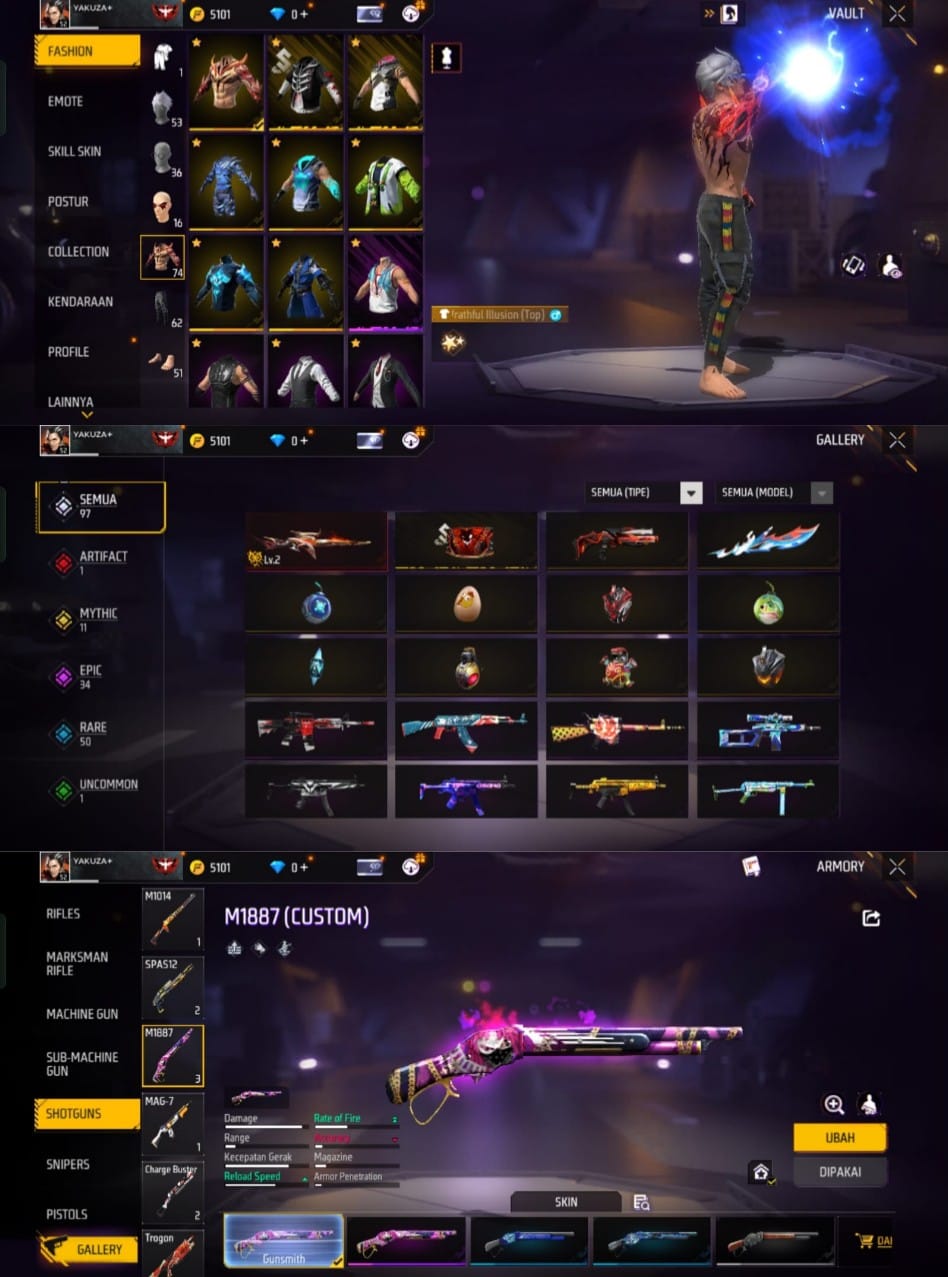 YAKUZA+
52
5101
0+
VAULT
FASHION
EMOTE
SKILL SKIN
POSTUR
COLLECTION
KENDARAAN
PROFILE
LAINNYA
1
53
36
16
74
62
51
rathful Illusion (Top)
YAKUZA+
52
5101
0+
GALLERY
SEMUA
97
ARTIFACT
1
MYTHIC
11
EPIC
34
RARE
50
UNCOMMON
1
SEMUA (TIPE)
SEMUA (MODEL)
Lv.2
YAKUZA+
52
5101
0+
ARMORY
RIFLES
MARKSMAN
RIFLE
MACHINE GUN
SUB-MACHINE
GUN
SHOTGUNS
SNIPERS
PISTOLS
GALLERY
M1014
1
SPAS12
2
M1887
3
MAG-7
1
Charge Buster
2
Trogon
M1887 (CUSTOM)
Damage
Rate of Fire
Range
Accuracy
Kecepatan Gerak
Magazine
Reload Speed
Armor Penetration
UBAH
DIPAKAI
SKIN
Gunsmith
DA